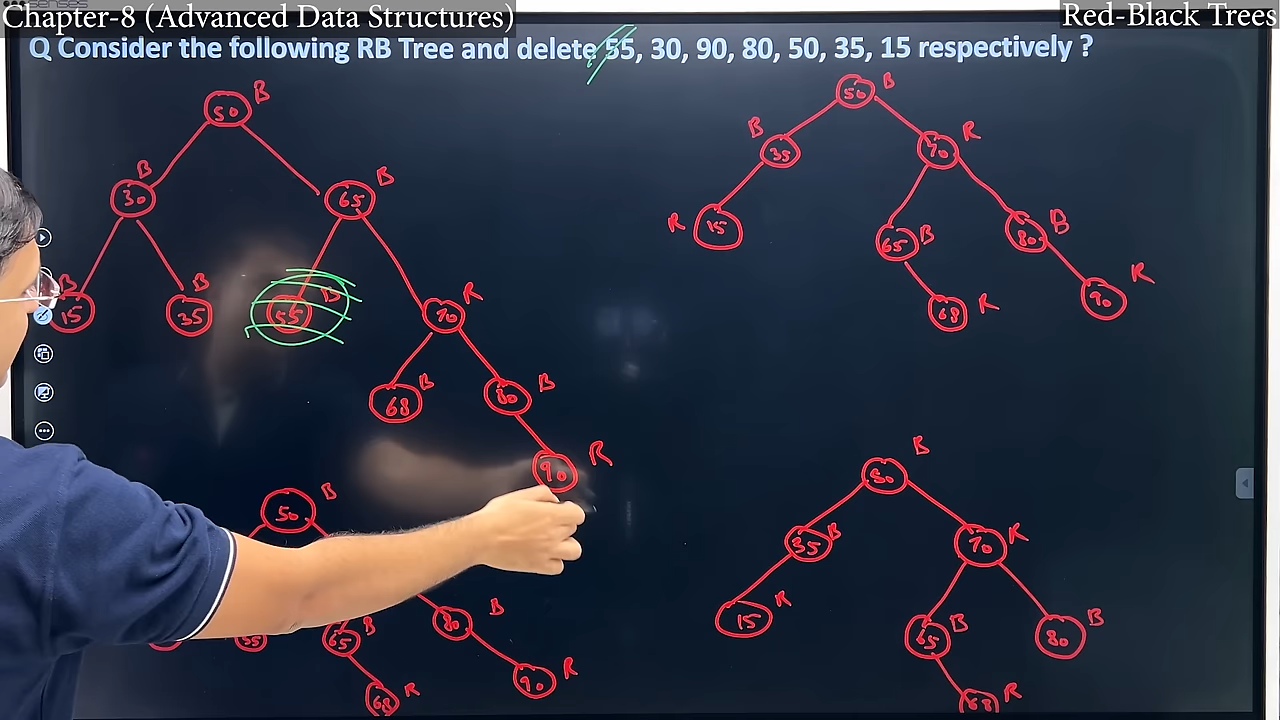 Chapter-8 (Advanced Data Structures)
Red-Black Trees
Q Consider the following RB Tree and delete 55, 30, 90, 80, 50, 35, 15 respectively ?
50 B
30 B
65 B
15 B
35 B
55 B
70 R
68 B
80 B
90 R
50 B
35 B
70 R
R 15
65 B
80 B
68 R
90 R
50 B
65 B
80 B
68 R
90 R
50 B
35 B
70 R
15 R
65 B
80 B
68 R